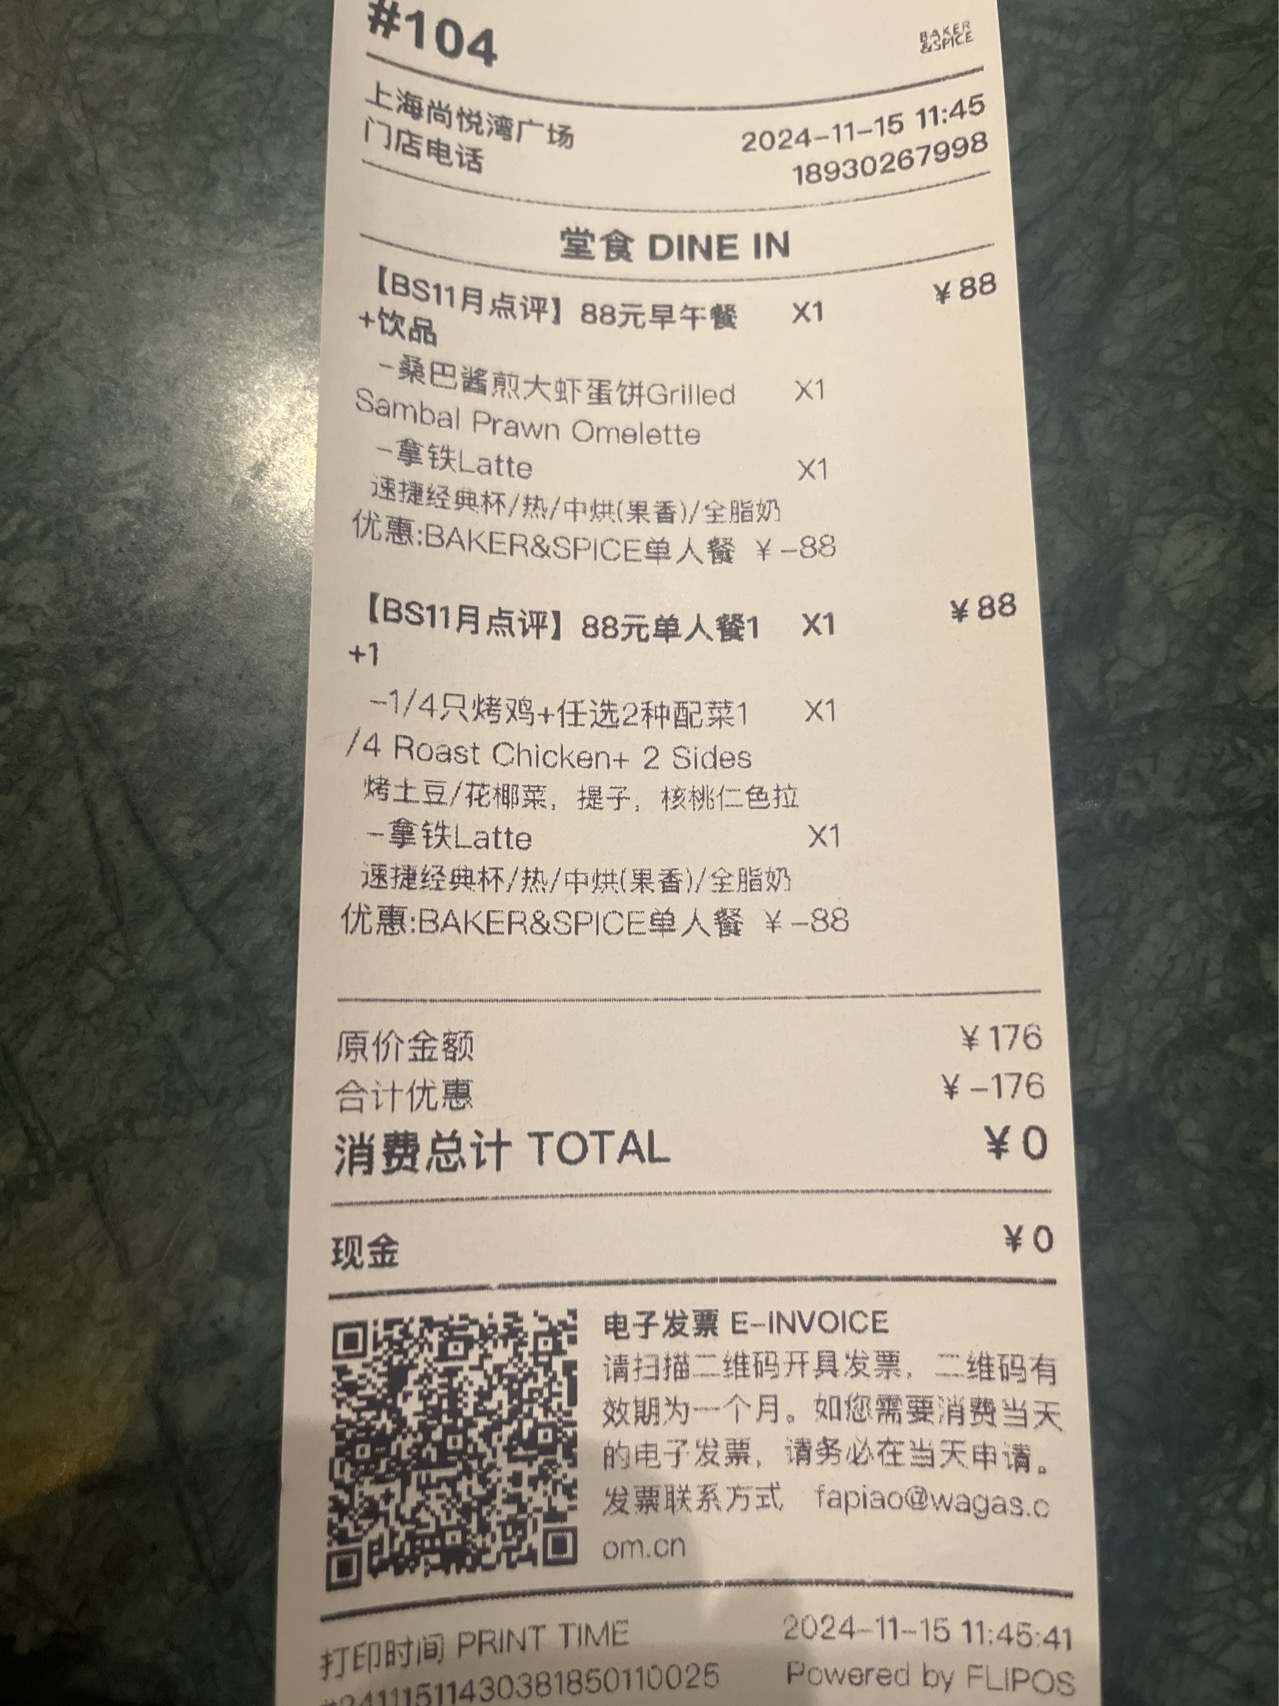 #104
BAKER
&SPICE
上海尚悦湾广场 2024-11-15 11:45
门店电话 18930267998
堂食 DINE IN
【BS11月点评】88元早午餐 X1 ¥88
+饮品
-桑巴酱煎大虾蛋饼Grilled X1
Sambal Prawn Omelette
-拿铁Latte X1
速捷经典杯/热/中烘(果香)/全脂奶
优惠:BAKER&SPICE单人餐 ¥-88
【BS11月点评】88元单人餐1 X1 ¥88
+1
-1/4只烤鸡+任选2种配菜1 X1
/4 Roast Chicken+ 2 Sides
烤土豆/花椰菜，提子，核桃仁色拉
-拿铁Latte X1
速捷经典杯/热/中烘(果香)/全脂奶
优惠:BAKER&SPICE单人餐 ¥-88
原价金额 ¥176
合计优惠 ¥-176
消费总计 TOTAL ¥0
现金 ¥0
电子发票 E-INVOICE
请扫描二维码开具发票，二维码有
效期为一个月。如您需要消费当天
的电子发票，请务必在当天申请。
发票联系方式 fapiao@wagas.c
om.cn
打印时间 PRINT TIME 2024-11-15 11:45:41
#2411151143038185​0110025 Powered by FLIPOS